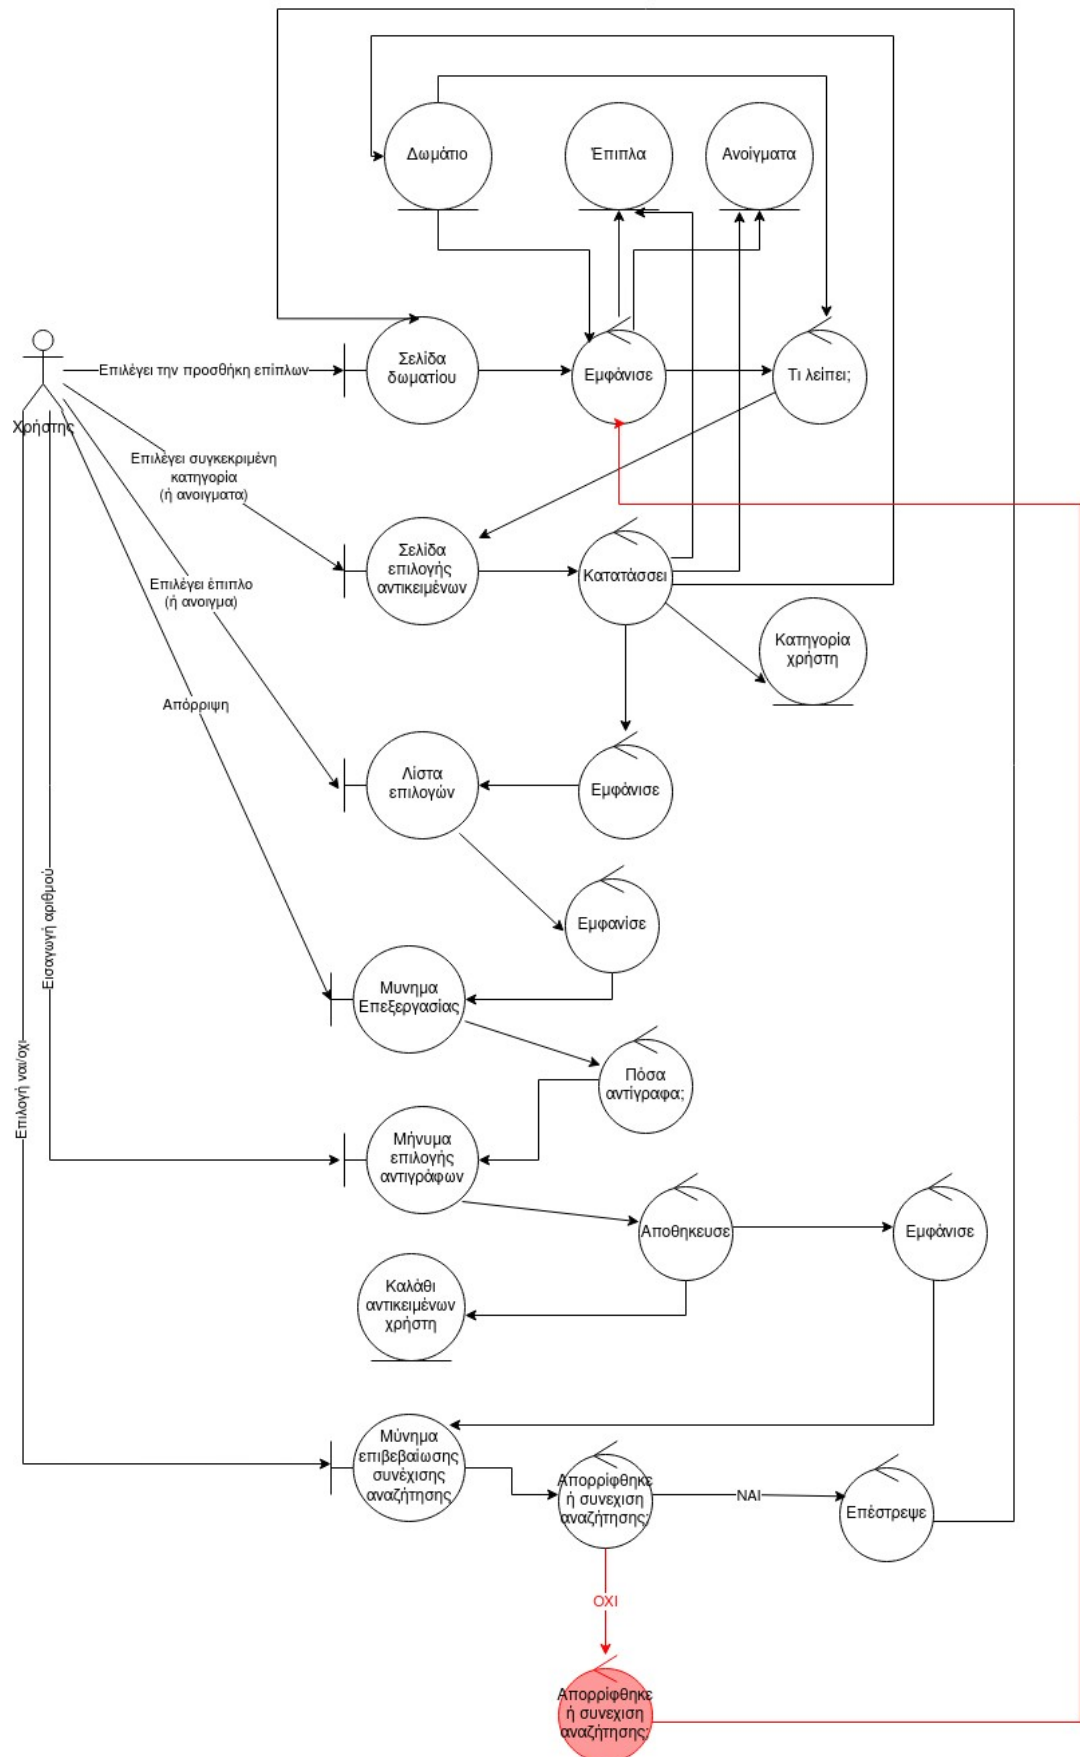 Δωμάτιο
Έπιπλα
Ανοίγματα
Χρήστης
Επιλέγει την προσθήκη επίπλων
Σελίδα
δωματίου
Εμφάνισε
Τι λείπει;
Επιλέγει συγκεκριμένη
κατηγορία
(ή ανοιγματα)
Σελίδα
επιλογής
αντικειμένων
Κατατάσσει
Επιλέγει έπιπλο
(ή ανοιγμα)
Κατηγορία
χρήστη
Απόρριψη
Λίστα
επιλογών
Εμφάνισε
Εισαγωγή αριθμού
Εμφανίσε
Μυνημα
Επεξεργασίας
Επιλογή ναι/οχι
Πόσα
αντίγραφα;
Μήνυμα
επιλογής
αντιγράφων
Αποθηκευσε
Εμφάνισε
Καλάθι
αντικειμένων
χρήστη
Μύνημα
επιβεβαίωσης
συνέχισης
αναζήτησης
Απορρίφθηκε
ή συνεχιση
αναζήτησης;
ΝΑΙ
Επέστρεψε
ΟΧΙ
Απορρίφθηκε
ή συνεχιση
αναζήτησης;